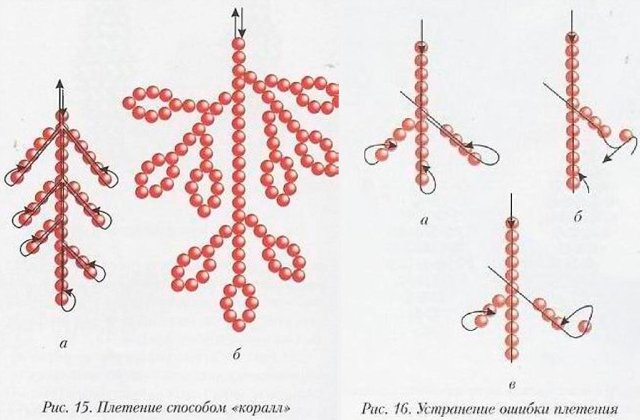 а
б
Рис. 15. Плетение способом «коралл»
а
б
в
Рис. 16. Устранение ошибки плетения